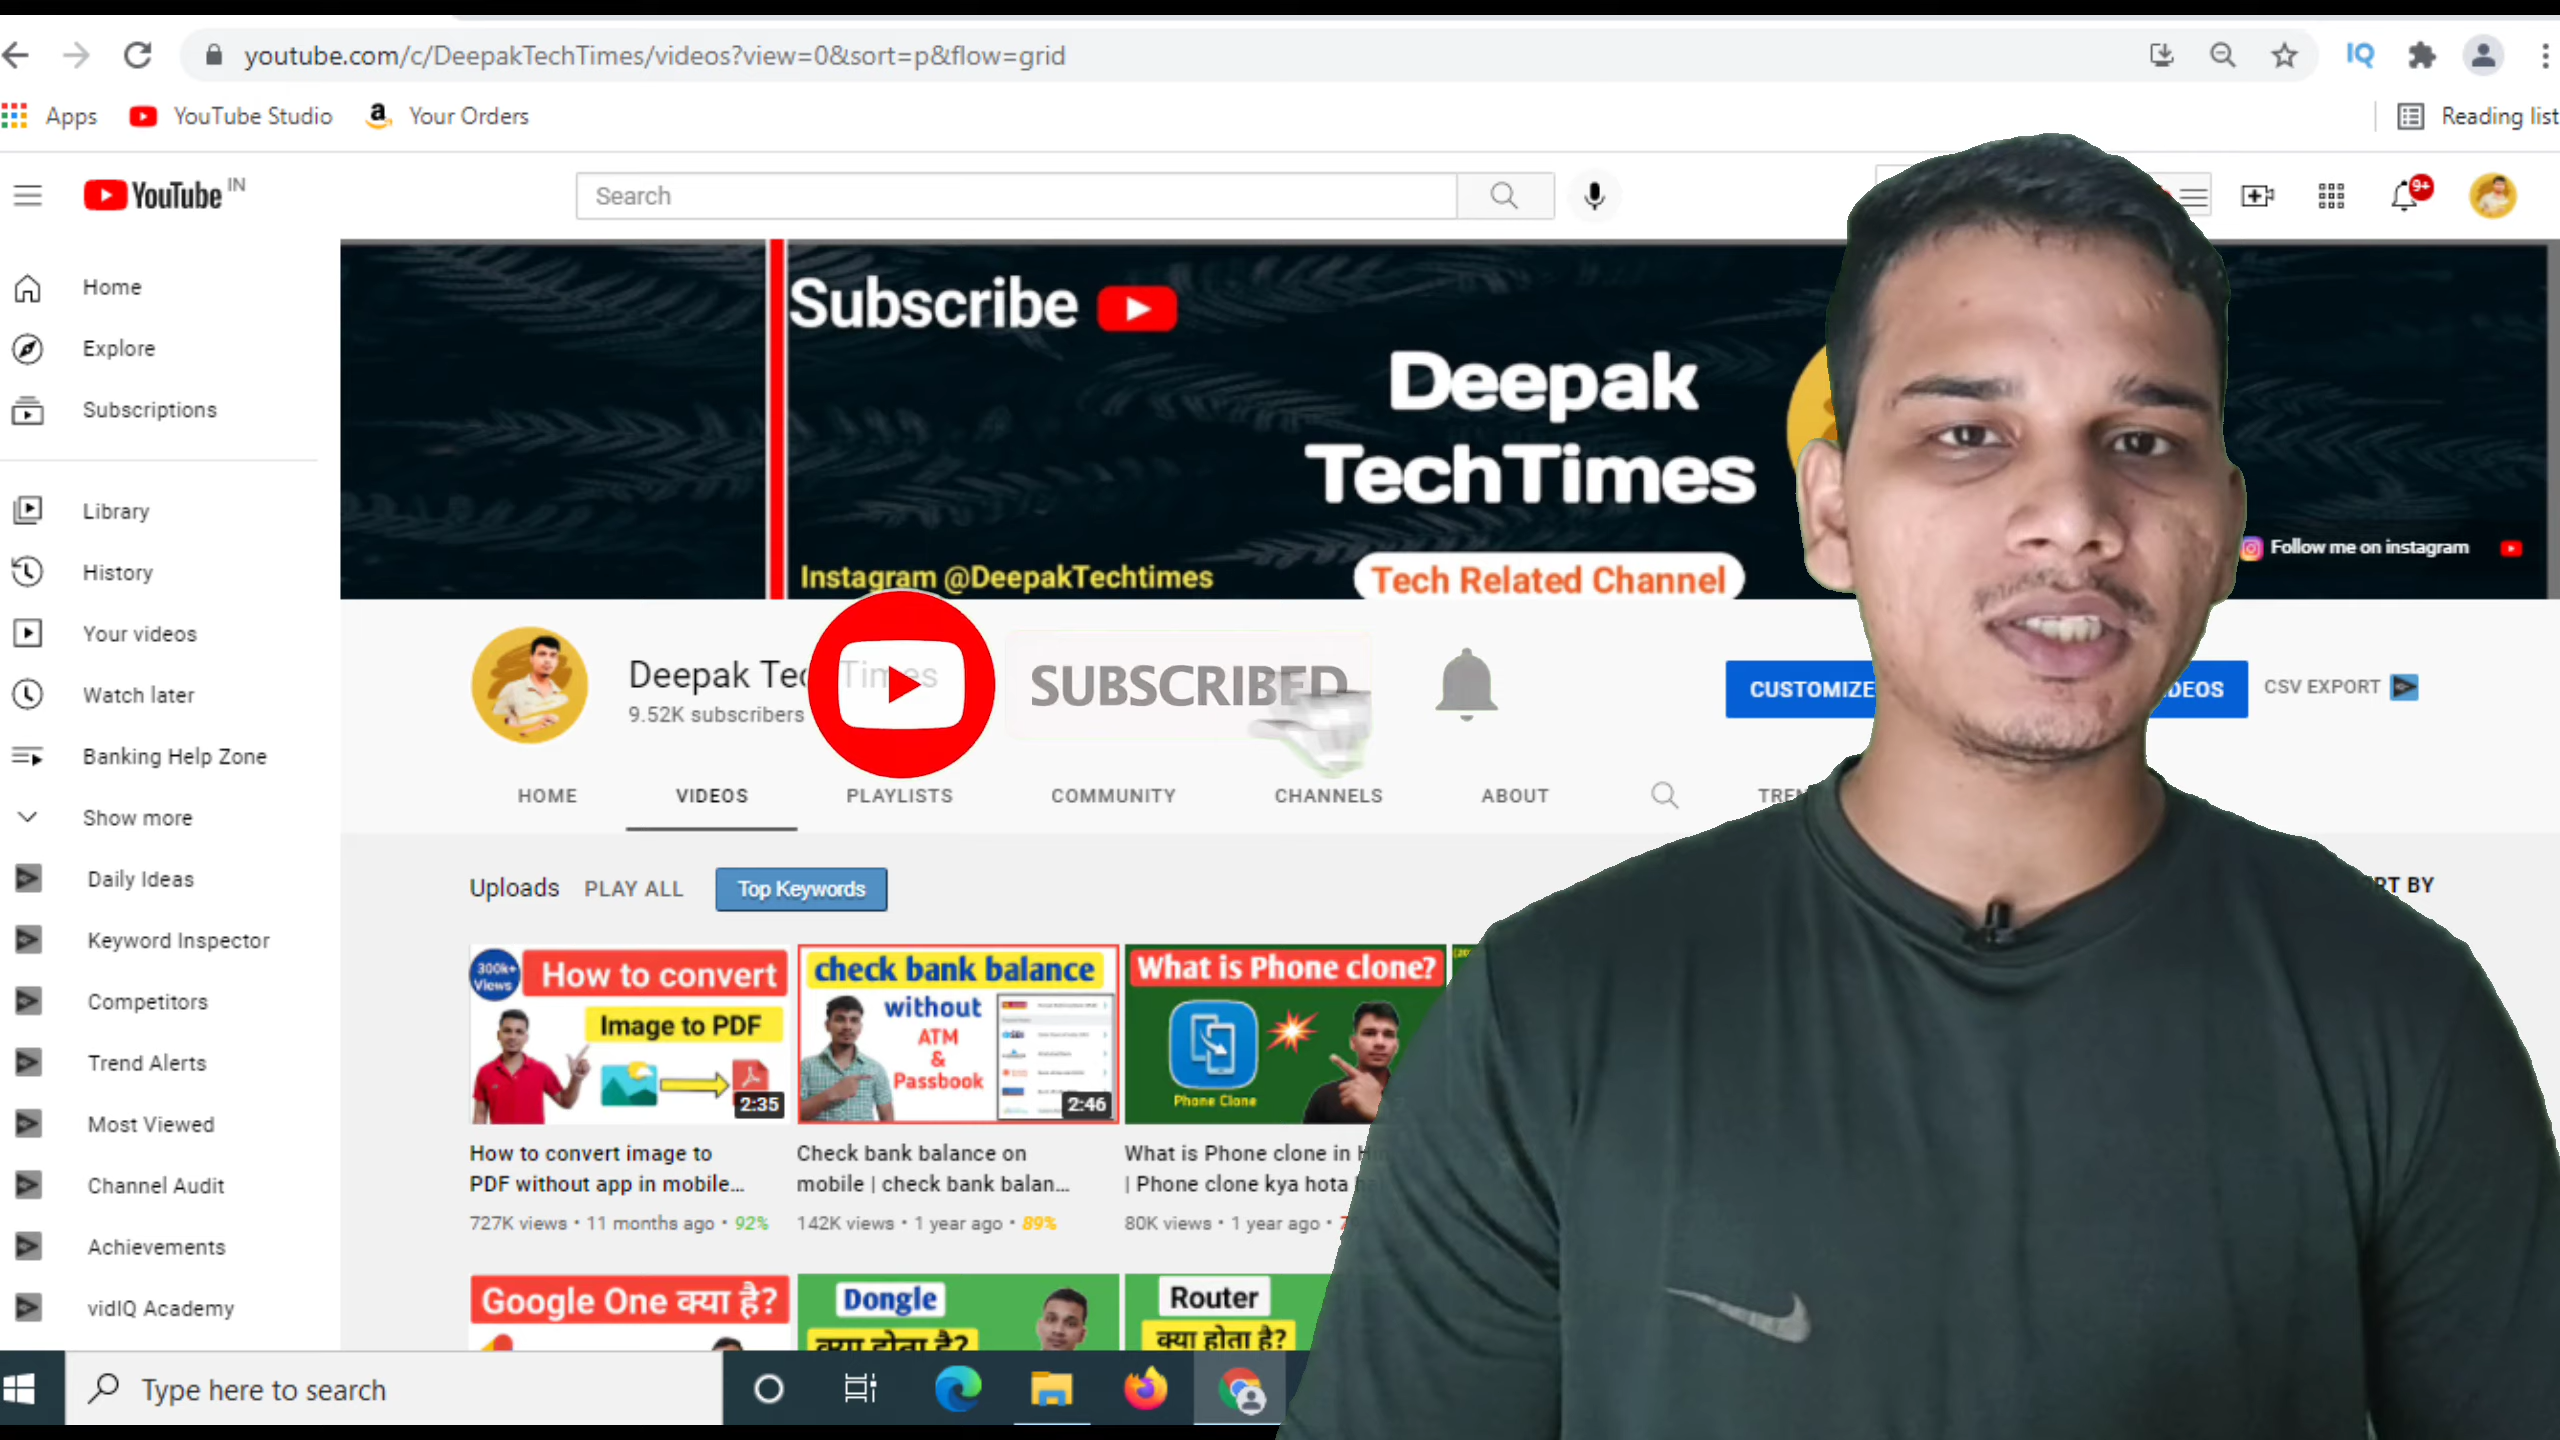 youtube.com/c/DeepakTechTimes/videos?view=0&sort=p&flow=grid
IQ
Apps
YouTube Studio
Your Orders
Reading list
YouTube IN
Search
9+
Home
Explore
Subscriptions
Library
History
Your videos
Watch later
Banking Help Zone
Show more
Daily Ideas
Keyword Inspector
Competitors
Trend Alerts
Most Viewed
Channel Audit
Achievements
vidIQ Academy
Subscribe
Deepak
TechTimes
Instagram @DeepakTechtimes
Tech Related Channel
Follow me on instagram
Deepak Tec Times
9.52K subscribers
SUBSCRIBED
CUSTOMIZE
CSV EXPORT
HOME
VIDEOS
PLAYLISTS
COMMUNITY
CHANNELS
ABOUT
Uploads
PLAY ALL
Top Keywords
BY
300k+
Views
How to convert
Image to PDF
2:35
check bank balance
without
ATM
&
Passbook
2:46
What is Phone clone?
Phone Clone
How to convert image to
PDF without app in mobile...
727K views • 11 months ago • 92%
Check bank balance on
mobile | check bank balan...
142K views • 1 year ago • 89%
What is Phone clone in
| Phone clone kya hota
80K views • 1 year ago •
Google One क्या है?
Dongle
क्या होता है?
Router
क्या होता है?
Type here to search